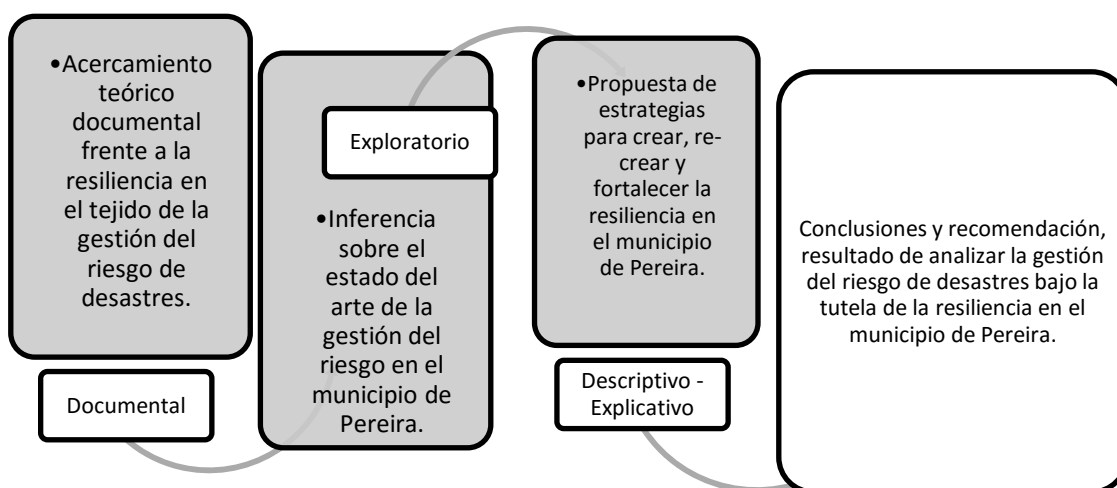 •Acercamiento
teórico
documental
frente a la
resiliencia en
el tejido de la
gestión del
riesgo de
desastres.
Documental
Exploratorio
•Inferencia
sobre el
estado del
arte de la
gestión del
riesgo en el
municipio de
Pereira.
•Propuesta de
estrategias
para crear, re-
crear y
fortalecer la
resiliencia en
el municipio
de Pereira.
Descriptivo -
Explicativo
Conclusiones y recomendación,
resultado de analizar la gestión
del riesgo de desastres bajo la
tutela de la resiliencia en el
municipio de Pereira.